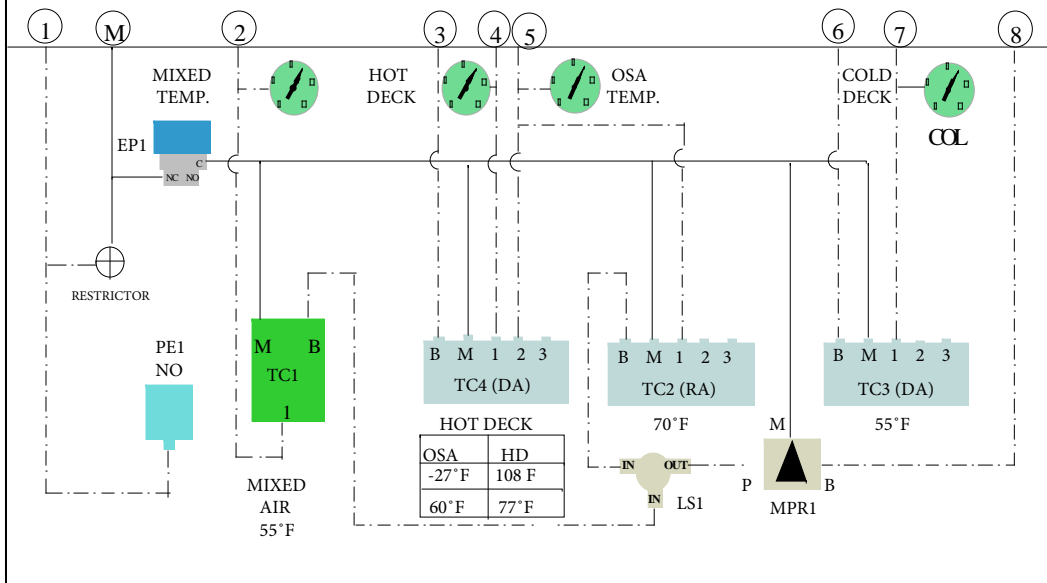 1 M 2 3 4 5 6 7 8
MIXED
TEMP.
HOT
DECK
OSA
TEMP.
COLD
DECK
COL
EP1
C
NC NO
RESTRICTOR
PE1
NO
M B
TC1
1
MIXED
AIR
55˚F
B M 1 2 3
TC4 (DA)
HOT DECK
OSA HD
-27˚F 108 F
60˚F 77˚F
B M 1 2 3
TC2 (RA)
70˚F
B M 1 2 3
TC3 (DA)
55˚F
IN OUT
IN
LS1
M
P B
MPR1